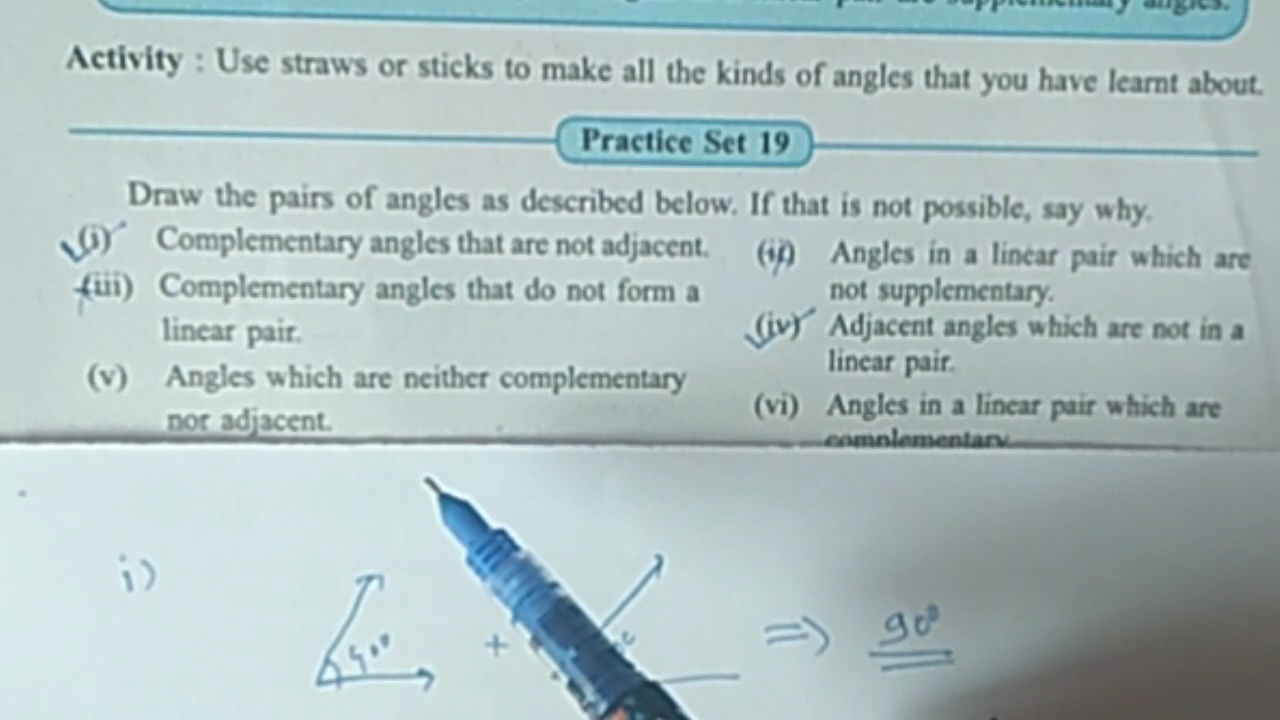 supplementary angles.
Activity : Use straws or sticks to make all the kinds of angles that you have learnt about.
Practice Set 19
Draw the pairs of angles as described below. If that is not possible, say why.
(i) Complementary angles that are not adjacent.
(ii) Angles in a linear pair which are
not supplementary.
(iii) Complementary angles that do not form a
linear pair.
(iv) Adjacent angles which are not in a
linear pair.
(v) Angles which are neither complementary
nor adjacent.
(vi) Angles in a linear pair which are
complementary
i)
+ ⇒ 90°